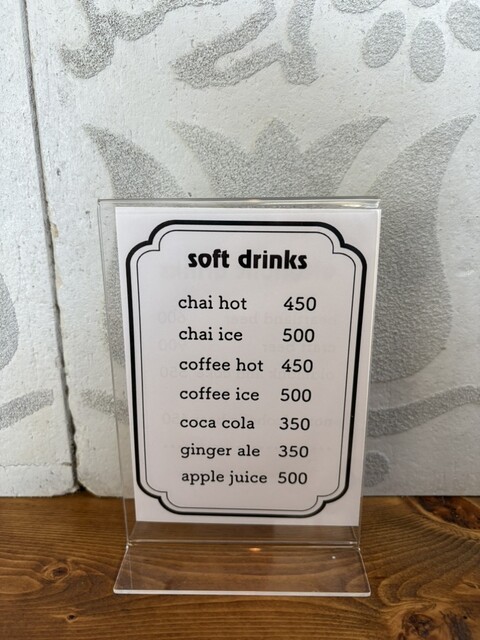 soft drinks
chai hot 450
chai ice 500
coffee hot 450
coffee ice 500
coca cola 350
ginger ale 350
apple juice 500